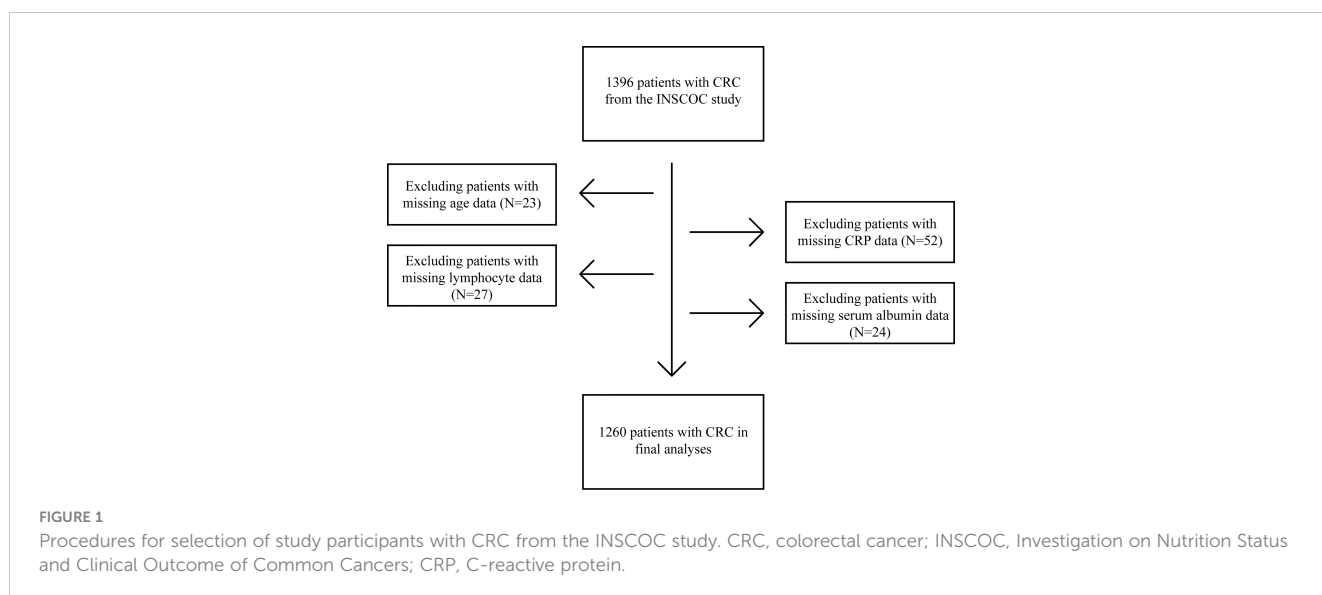 1396 patients with CRC
from the INSCOC study
Excluding patients with
missing age data (N=23)
Excluding patients with
missing CRP data (N=52)
Excluding patients with
missing lymphocyte data
(N=27)
Excluding patients with
missing serum albumin data
(N=24)
1260 patients with CRC in
final analyses
FIGURE 1
Procedures for selection of study participants with CRC from the INSCOC study. CRC, colorectal cancer; INSCOC, Investigation on Nutrition Status
and Clinical Outcome of Common Cancers; CRP, C-reactive protein.